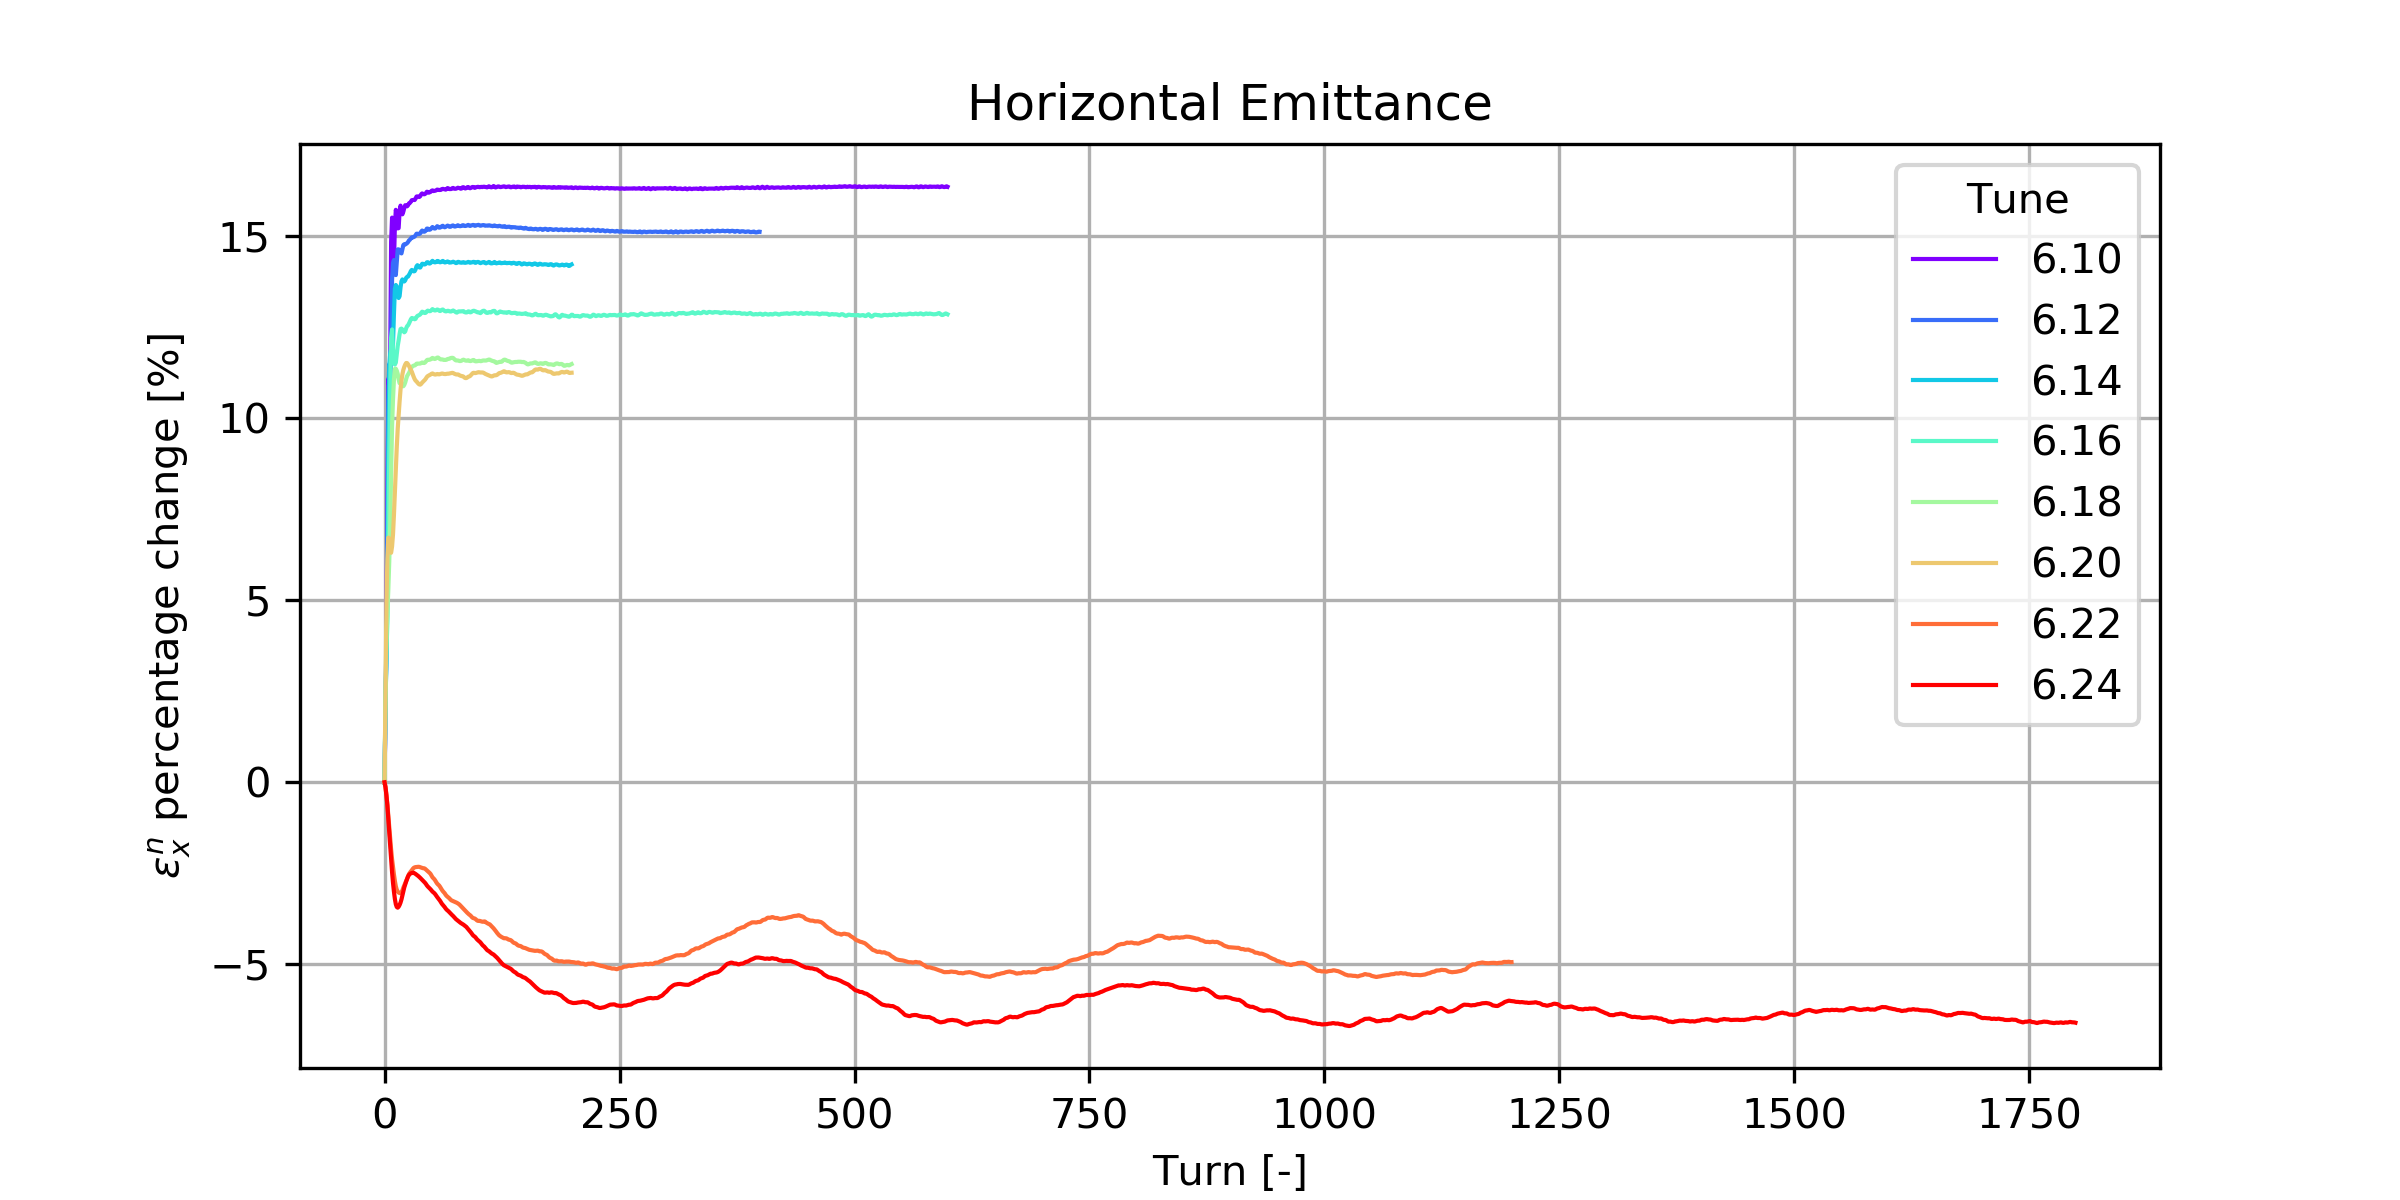 Horizontal Emittance
εₓⁿ percentage change [%]
15
10
5
0
−5
0 250 500 750 1000 1250 1500 1750
Turn [-]
Tune
6.10
6.12
6.14
6.16
6.18
6.20
6.22
6.24